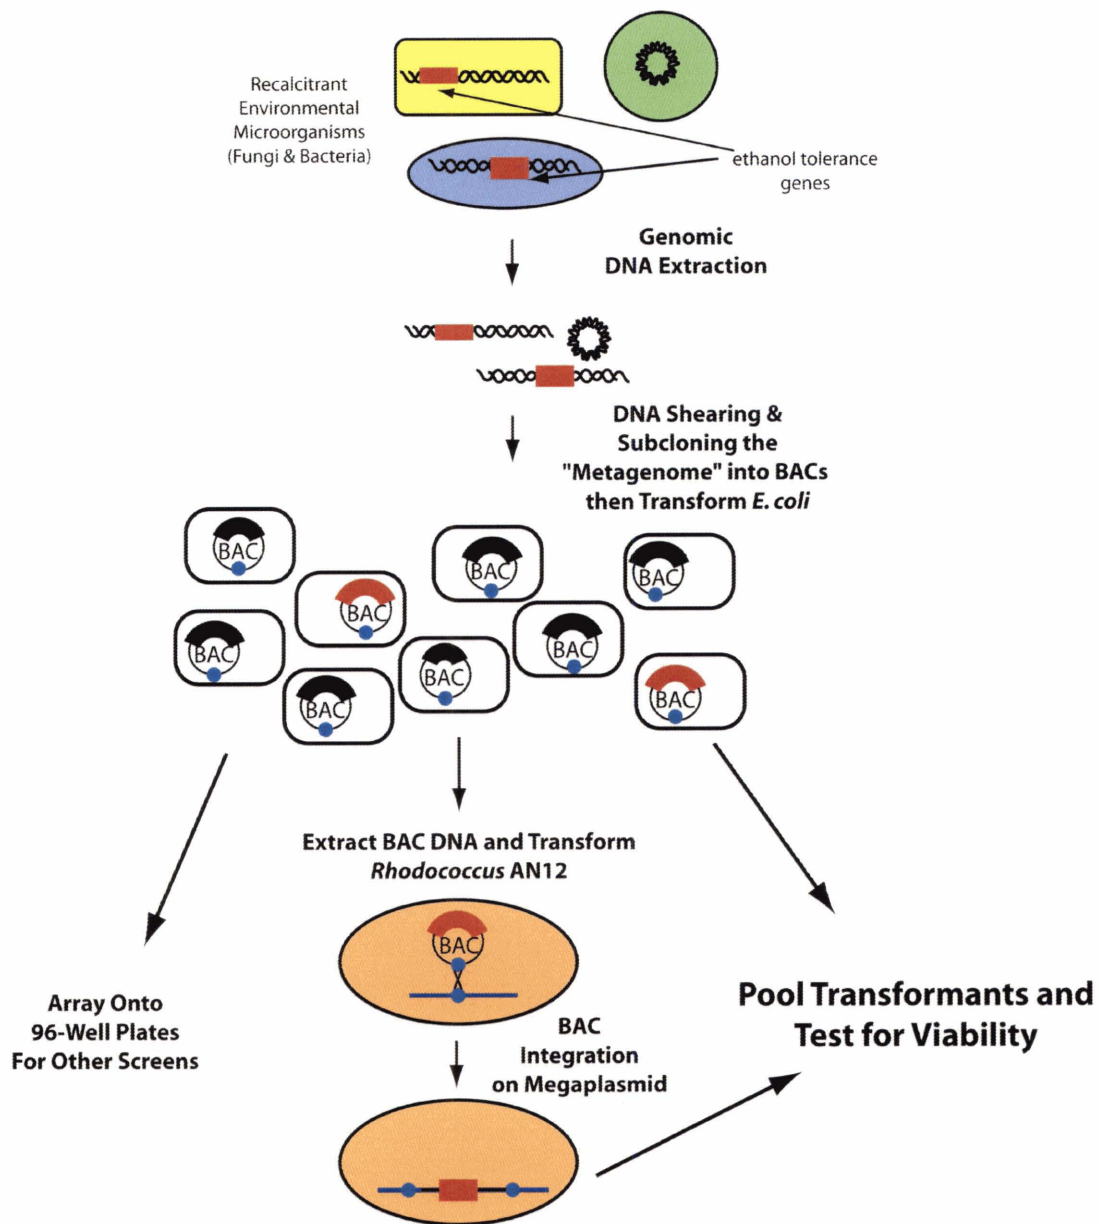 Recalcitrant
Environmental
Microorganisms
(Fungi & Bacteria)
ethanol tolerance
genes
Genomic
DNA Extraction
DNA Shearing &
Subcloning the
"Metagenome" into BACs
then Transform E. coli
BAC
BAC
BAC
BAC
BAC
BAC
BAC
BAC
BAC
Extract BAC DNA and Transform
Rhodococcus AN12
BAC
Array Onto
96-Well Plates
For Other Screens
BAC
Integration
on Megaplasmid
Pool Transformants and
Test for Viability